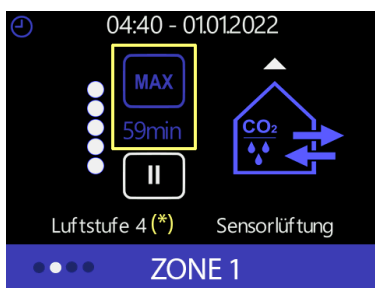 04:40 - 01.01.2022
MAX
59min
CO₂
Luftstufe 4 (*)
Sensorlüftung
ZONE 1